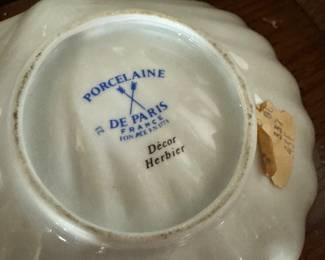 PORCELAINE
DE PARIS
FRANCE
Décor
Herbier